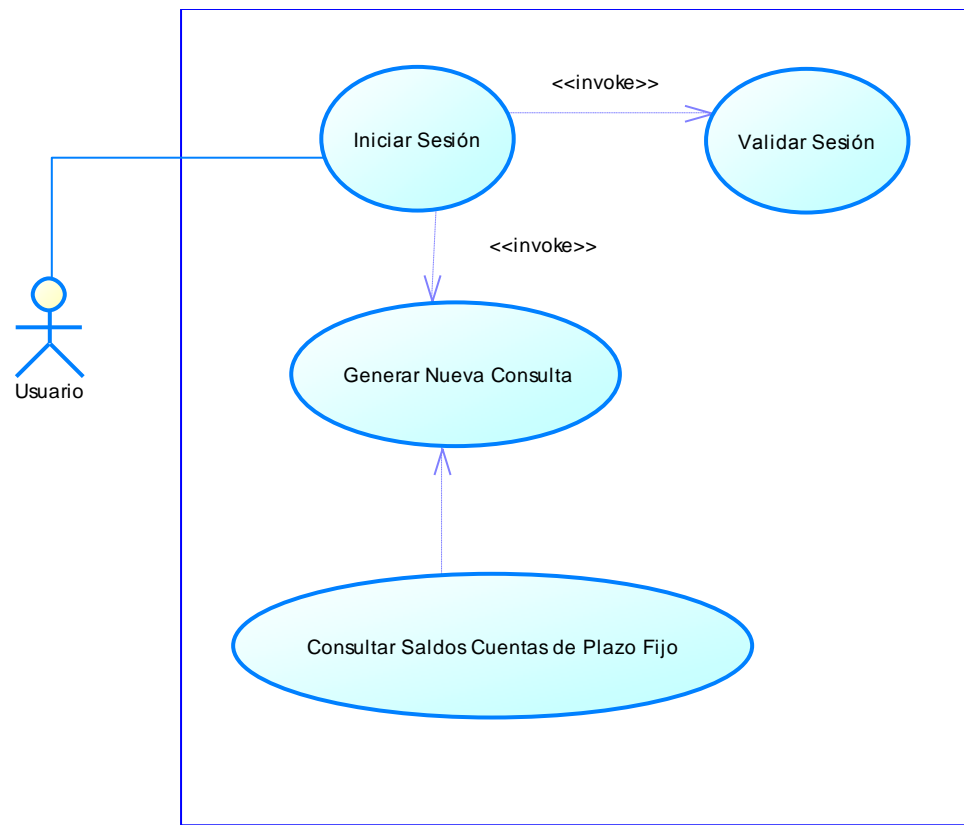 <<invoke>>
Iniciar Sesión
Validar Sesión
<<invoke>>
Generar Nueva Consulta
Usuario
Consultar Saldos Cuentas de Plazo Fijo